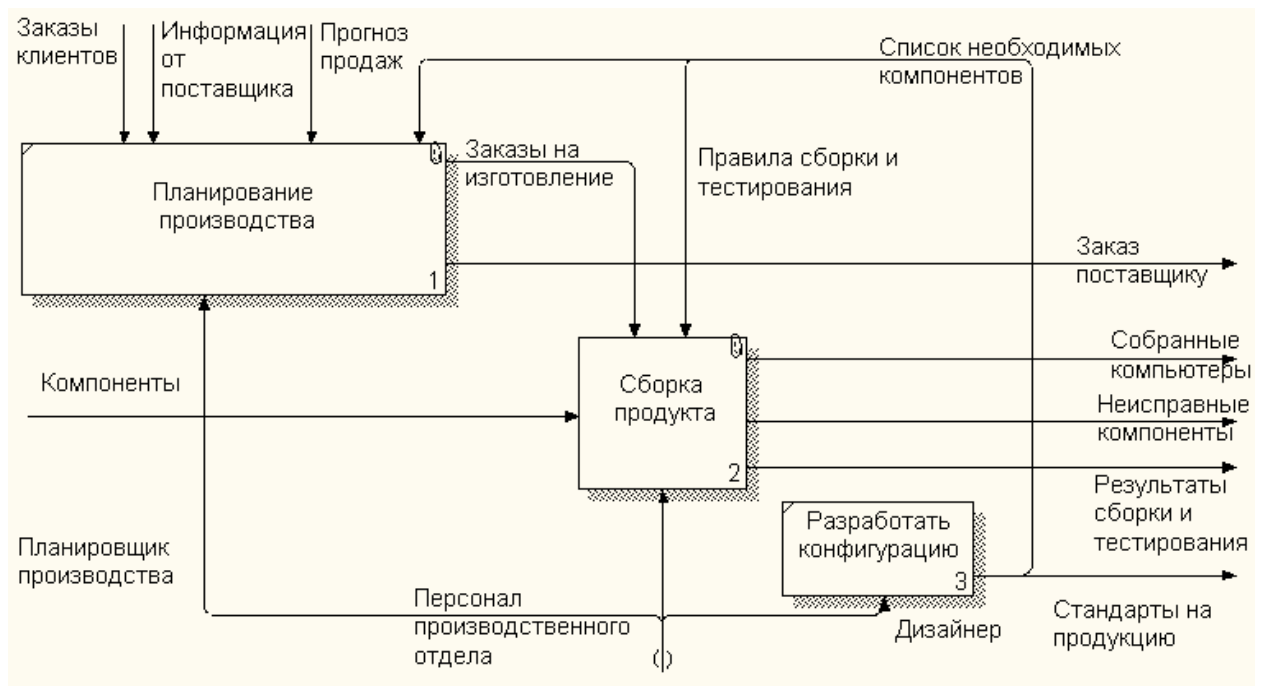 Заказы
клиентов
Информация
от
поставщика
Прогноз
продаж
Список необходимых
компонентов
Заказы на
изготовление
Правила сборки и
тестирования
Планирование
производства
1
Заказ
поставщику
Собранные
компьютеры
Компоненты
Сборка
продукта
2
Неисправные
компоненты
Результаты
сборки и
тестирования
Разработать
конфигурацию
3
Планировщик
производства
Персонал
производственного
отдела
Дизайнер
Стандарты на
продукцию